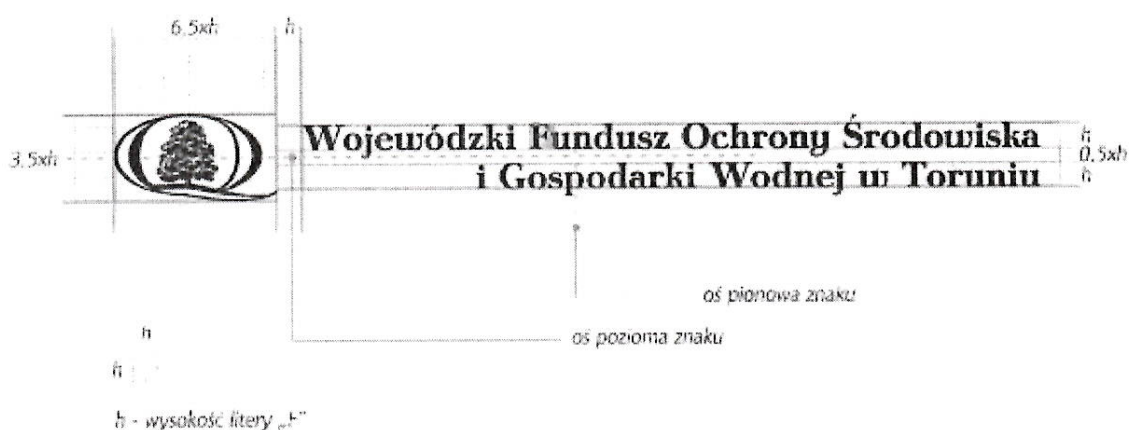 6,5xh h
3.5xh
Wojewódzki Fundusz Ochrony Środowiska
i Gospodarki Wodnej w Toruniu
h
0,5xh
h
oś pionowa znaku
oś pozioma znaku
h
h
h - wysokość litery „F”